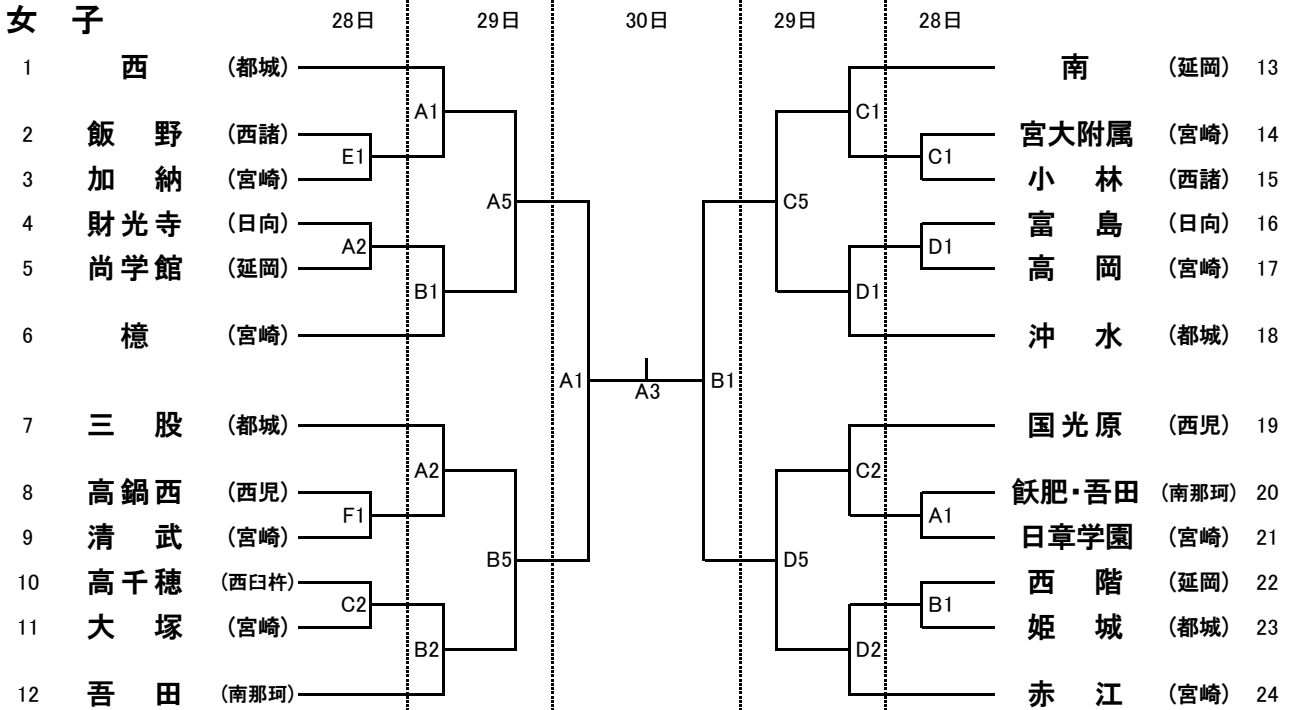 女 子 28日 29日 30日 29日 28日
1 西 (都城) 南 (延岡) 13
A1 C1
2 飯 野 (西諸) 宮大附属 (宮崎) 14
E1 C1
3 加 納 (宮崎) 小 林 (西諸) 15
A5 C5
4 財光寺 (日向) 富 島 (日向) 16
A2 D1
5 尚学館 (延岡) 高 岡 (宮崎) 17
B1 D1
6 檍 (宮崎) 沖 水 (都城) 18
A1 A3 B1
7 三 股 (都城) 国光原 (西児) 19
A2 C2
8 高鍋西 (西児) 飫肥・吾田 (南那珂) 20
F1 A1
9 清 武 (宮崎) 日章学園 (宮崎) 21
B5 D5
10 高千穂 (西臼杵) 西 階 (延岡) 22
C2 B1
11 大 塚 (宮崎) 姫 城 (都城) 23
B2 D2
12 吾 田 (南那珂) 赤 江 (宮崎) 24